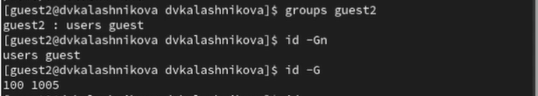 [guest2@dvkalashnikova dvkalashnikova]$ groups guest2
guest2 : users guest
[guest2@dvkalashnikova dvkalashnikova]$ id -Gn
users guest
[guest2@dvkalashnikova dvkalashnikova]$ id -G
100 1005